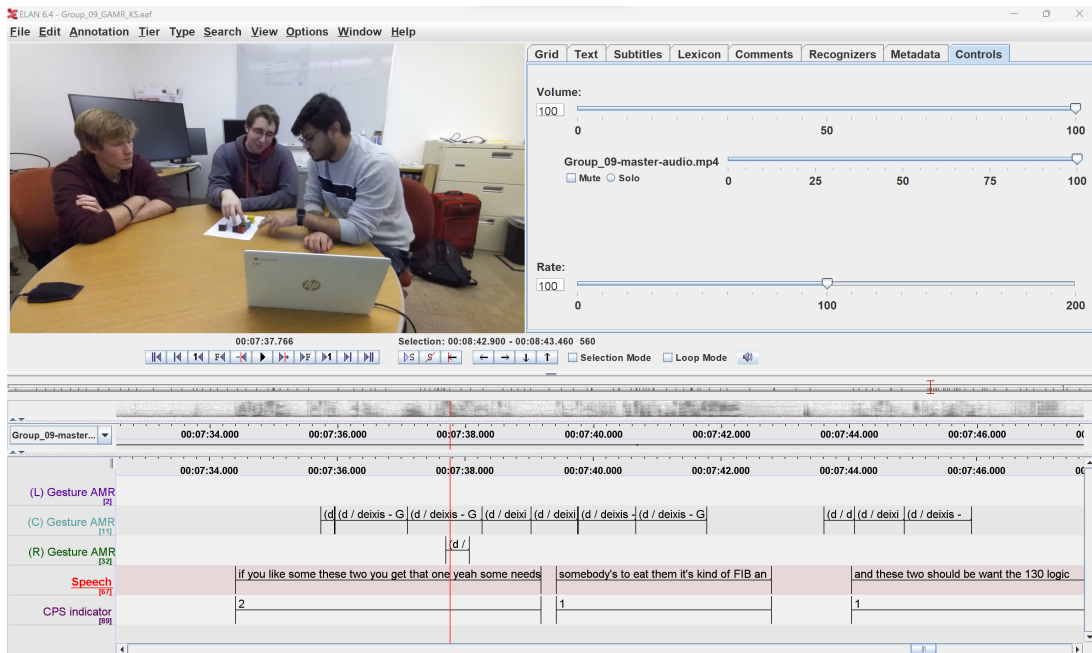 ELAN 6.4 - Group_09_GAMR_KS.eaf
File Edit Annotation Tier Type Search View Options Window Help
Grid Text Subtitles Lexicon Comments Recognizers Metadata Controls
Volume:
100
0 50 100
Group_09-master-audio.mp4
Mute Solo
0 25 50 75 100
hp
Rate:
100
0 100 200
00:07:37.766
Selection: 00:08:42.900 - 00:08:43.460 560
1 F F 1 S S Selection Mode Loop Mode
Group_09-master...
00:07:34.000 00:07:36.000 00:07:38.000 00:07:40.000 00:07:42.000 00:07:44.000 00:07:46.000 00
00:07:34.000 00:07:36.000 00:07:38.000 00:07:40.000 00:07:42.000 00:07:44.000 00:07:46.000 00
(L) Gesture AMR
[2]
(C) Gesture AMR
[11]
(d (d / deixis - G (d / deixis - G (d / deixi (d / deixi (d / deixis - (d / deixis - G (d / d (d / deixi (d / deixis -
(R) Gesture AMR
[32]
(d /
Speech
[67]
if you like some these two you get that one yeah some needs somebody's to eat them it's kind of FIB an and these two should be want the 130 logic
CPS indicator
[89]
2 1 1